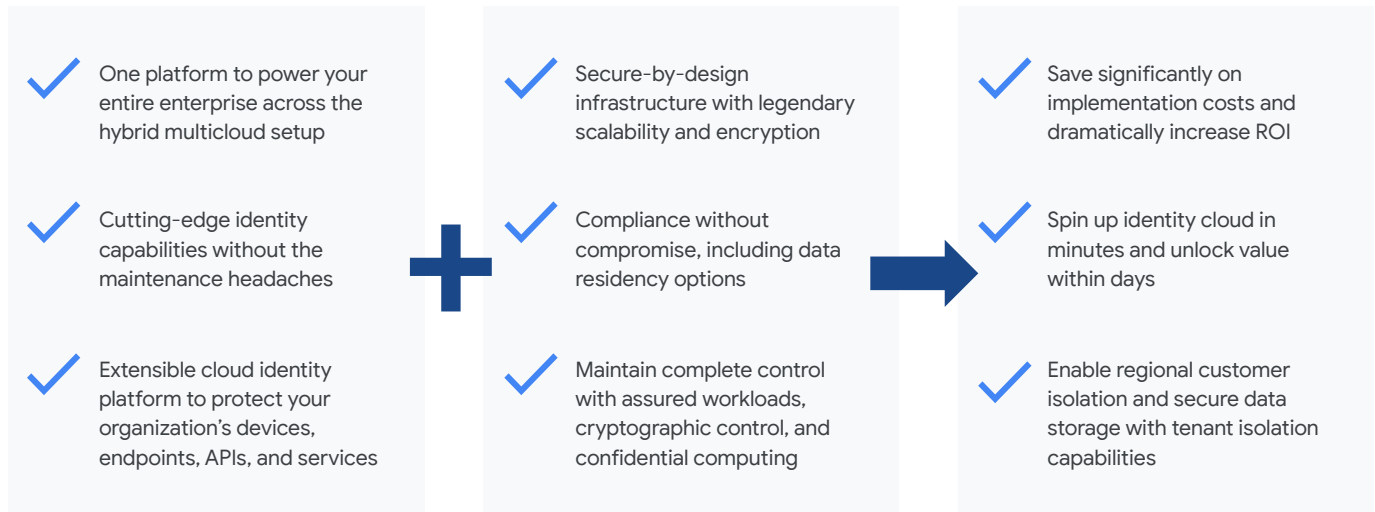 One platform to power your
entire enterprise across the
hybrid multicloud setup
Cutting-edge identity
capabilities without the
maintenance headaches
Extensible cloud identity
platform to protect your
organization's devices,
endpoints, APIs, and services
Secure-by-design
infrastructure with legendary
scalability and encryption
Compliance without
compromise, including data
residency options
Maintain complete control
with assured workloads,
cryptographic control, and
confidential computing
Save significantly on
implementation costs and
dramatically increase ROI
Spin up identity cloud in
minutes and unlock value
within days
Enable regional customer
isolation and secure data
storage with tenant isolation
capabilities